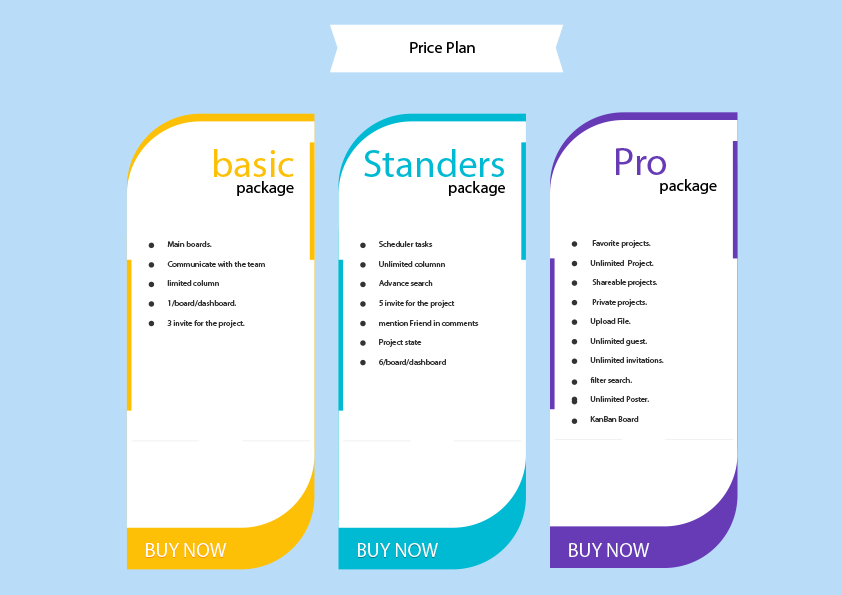 Price Plan
basic
package
Main boards.
Communicate with the team
limited column
1/board/dashboard.
3 invite for the project.
BUY NOW
Standers
package
Scheduler tasks
Unlimited columnn
Advance search
5 invite for the project
mention Friend in comments
Project state
6/board/dashboard
BUY NOW
Pro
package
Favorite projects.
Unlimited Project.
Shareable projects.
Private projects.
Upload File.
Unlimited guest.
Unlimited invitations.
filter search.
Unlimited Poster.
KanBan Board
BUY NOW